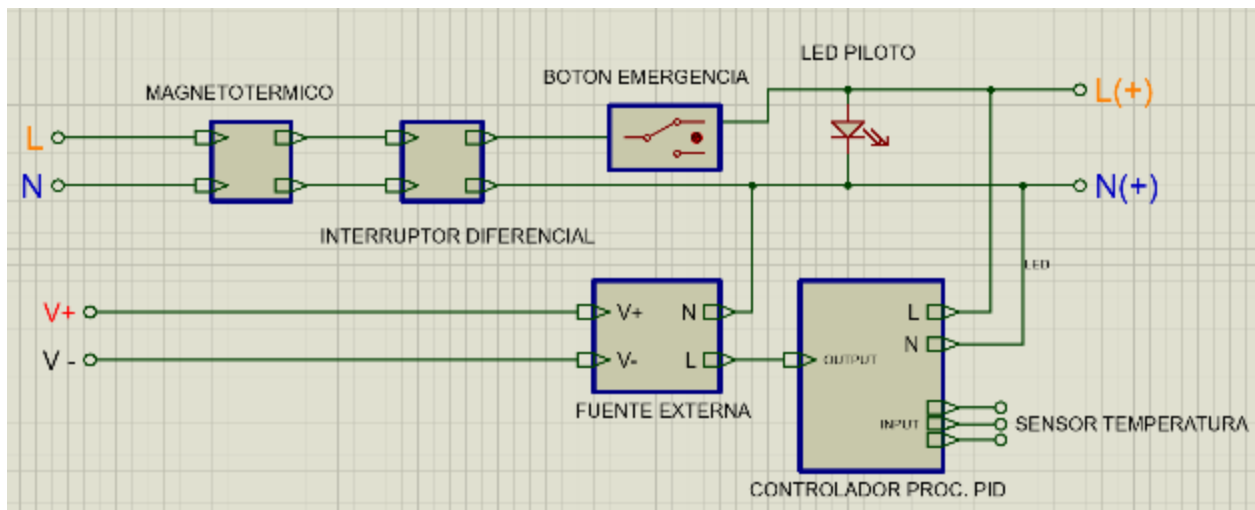 LED PILOTO
BOTON EMERGENCIA
MAGNETOTERMICO
L(+)
L
N
N(+)
INTERRUPTOR DIFERENCIAL
LED
V+
V+ N
L
N
V -
V- L
OUTPUT
FUENTE EXTERNA
INPUT
SENSOR TEMPERATURA
CONTROLADOR PROC. PID